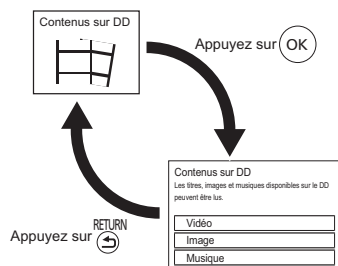 Contenus sur DD
Appuyez sur OK
Contenus sur DD
Les titres, images et musiques disponibles sur le DD
peuvent être lus.
Vidéo
Image
Musique
RETURN
Appuyez sur